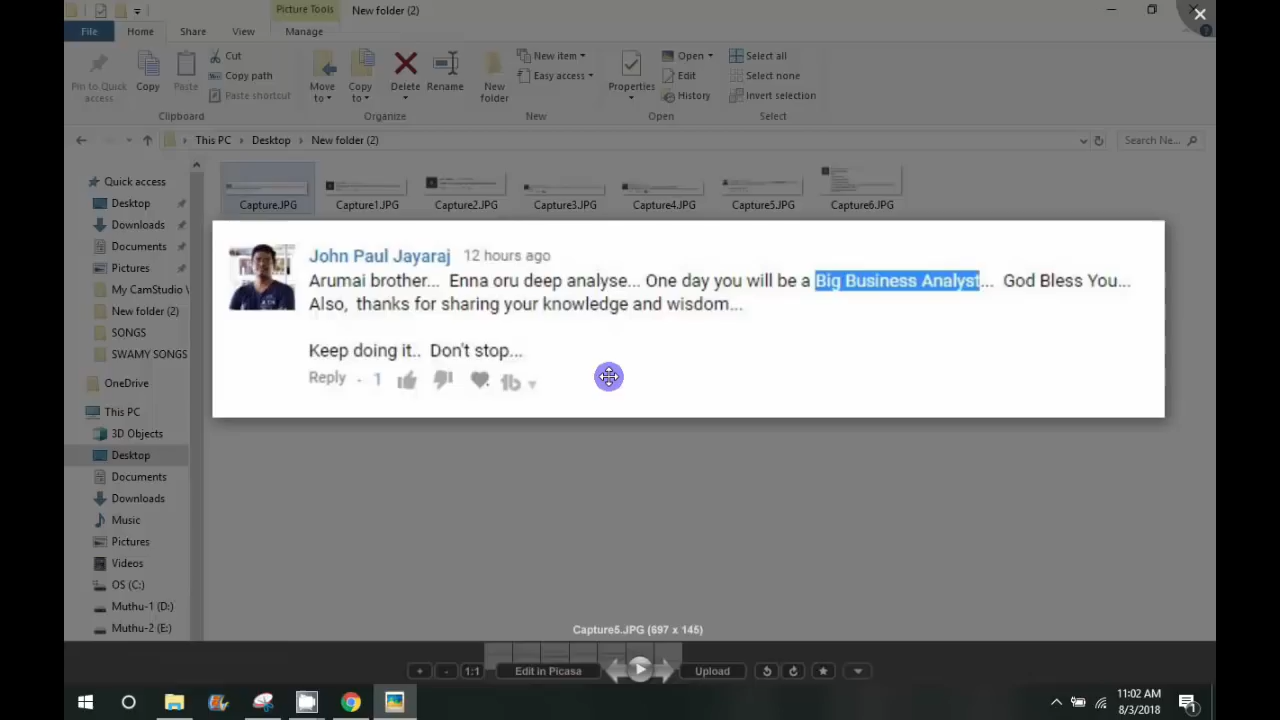 Picture Tools
New folder (2)
File
Home
Share
View
Manage
Pin to Quick access
Copy
Paste
Cut
Copy path
Paste shortcut
Move to
Copy to
Delete
Rename
New folder
New item
Easy access
Properties
Open
Edit
History
Select all
Select none
Invert selection
Clipboard
Organize
New
Open
Select
This PC
Desktop
New folder (2)
Search Ne...
Quick access
Desktop
Downloads
Documents
Pictures
My CamStudio V
New folder (2)
SONGS
SWAMY SONGS
OneDrive
This PC
3D Objects
Desktop
Documents
Downloads
Music
Pictures
Videos
OS (C:)
Muthu-1 (D:)
Muthu-2 (E:)
Capture.JPG
Capture1.JPG
Capture2.JPG
Capture3.JPG
Capture4.JPG
Capture5.JPG
Capture6.JPG
John Paul Jayaraj 12 hours ago
Arumai brother... Enna oru deep analyse... One day you will be a Big Business Analyst... God Bless You...
Also, thanks for sharing your knowledge and wisdom...
Keep doing it.. Don't stop...
Reply · 1
Capture5.JPG (697 x 145)
+ - 1:1
Edit in Picasa
Upload
11:02 AM
8/3/2018
1